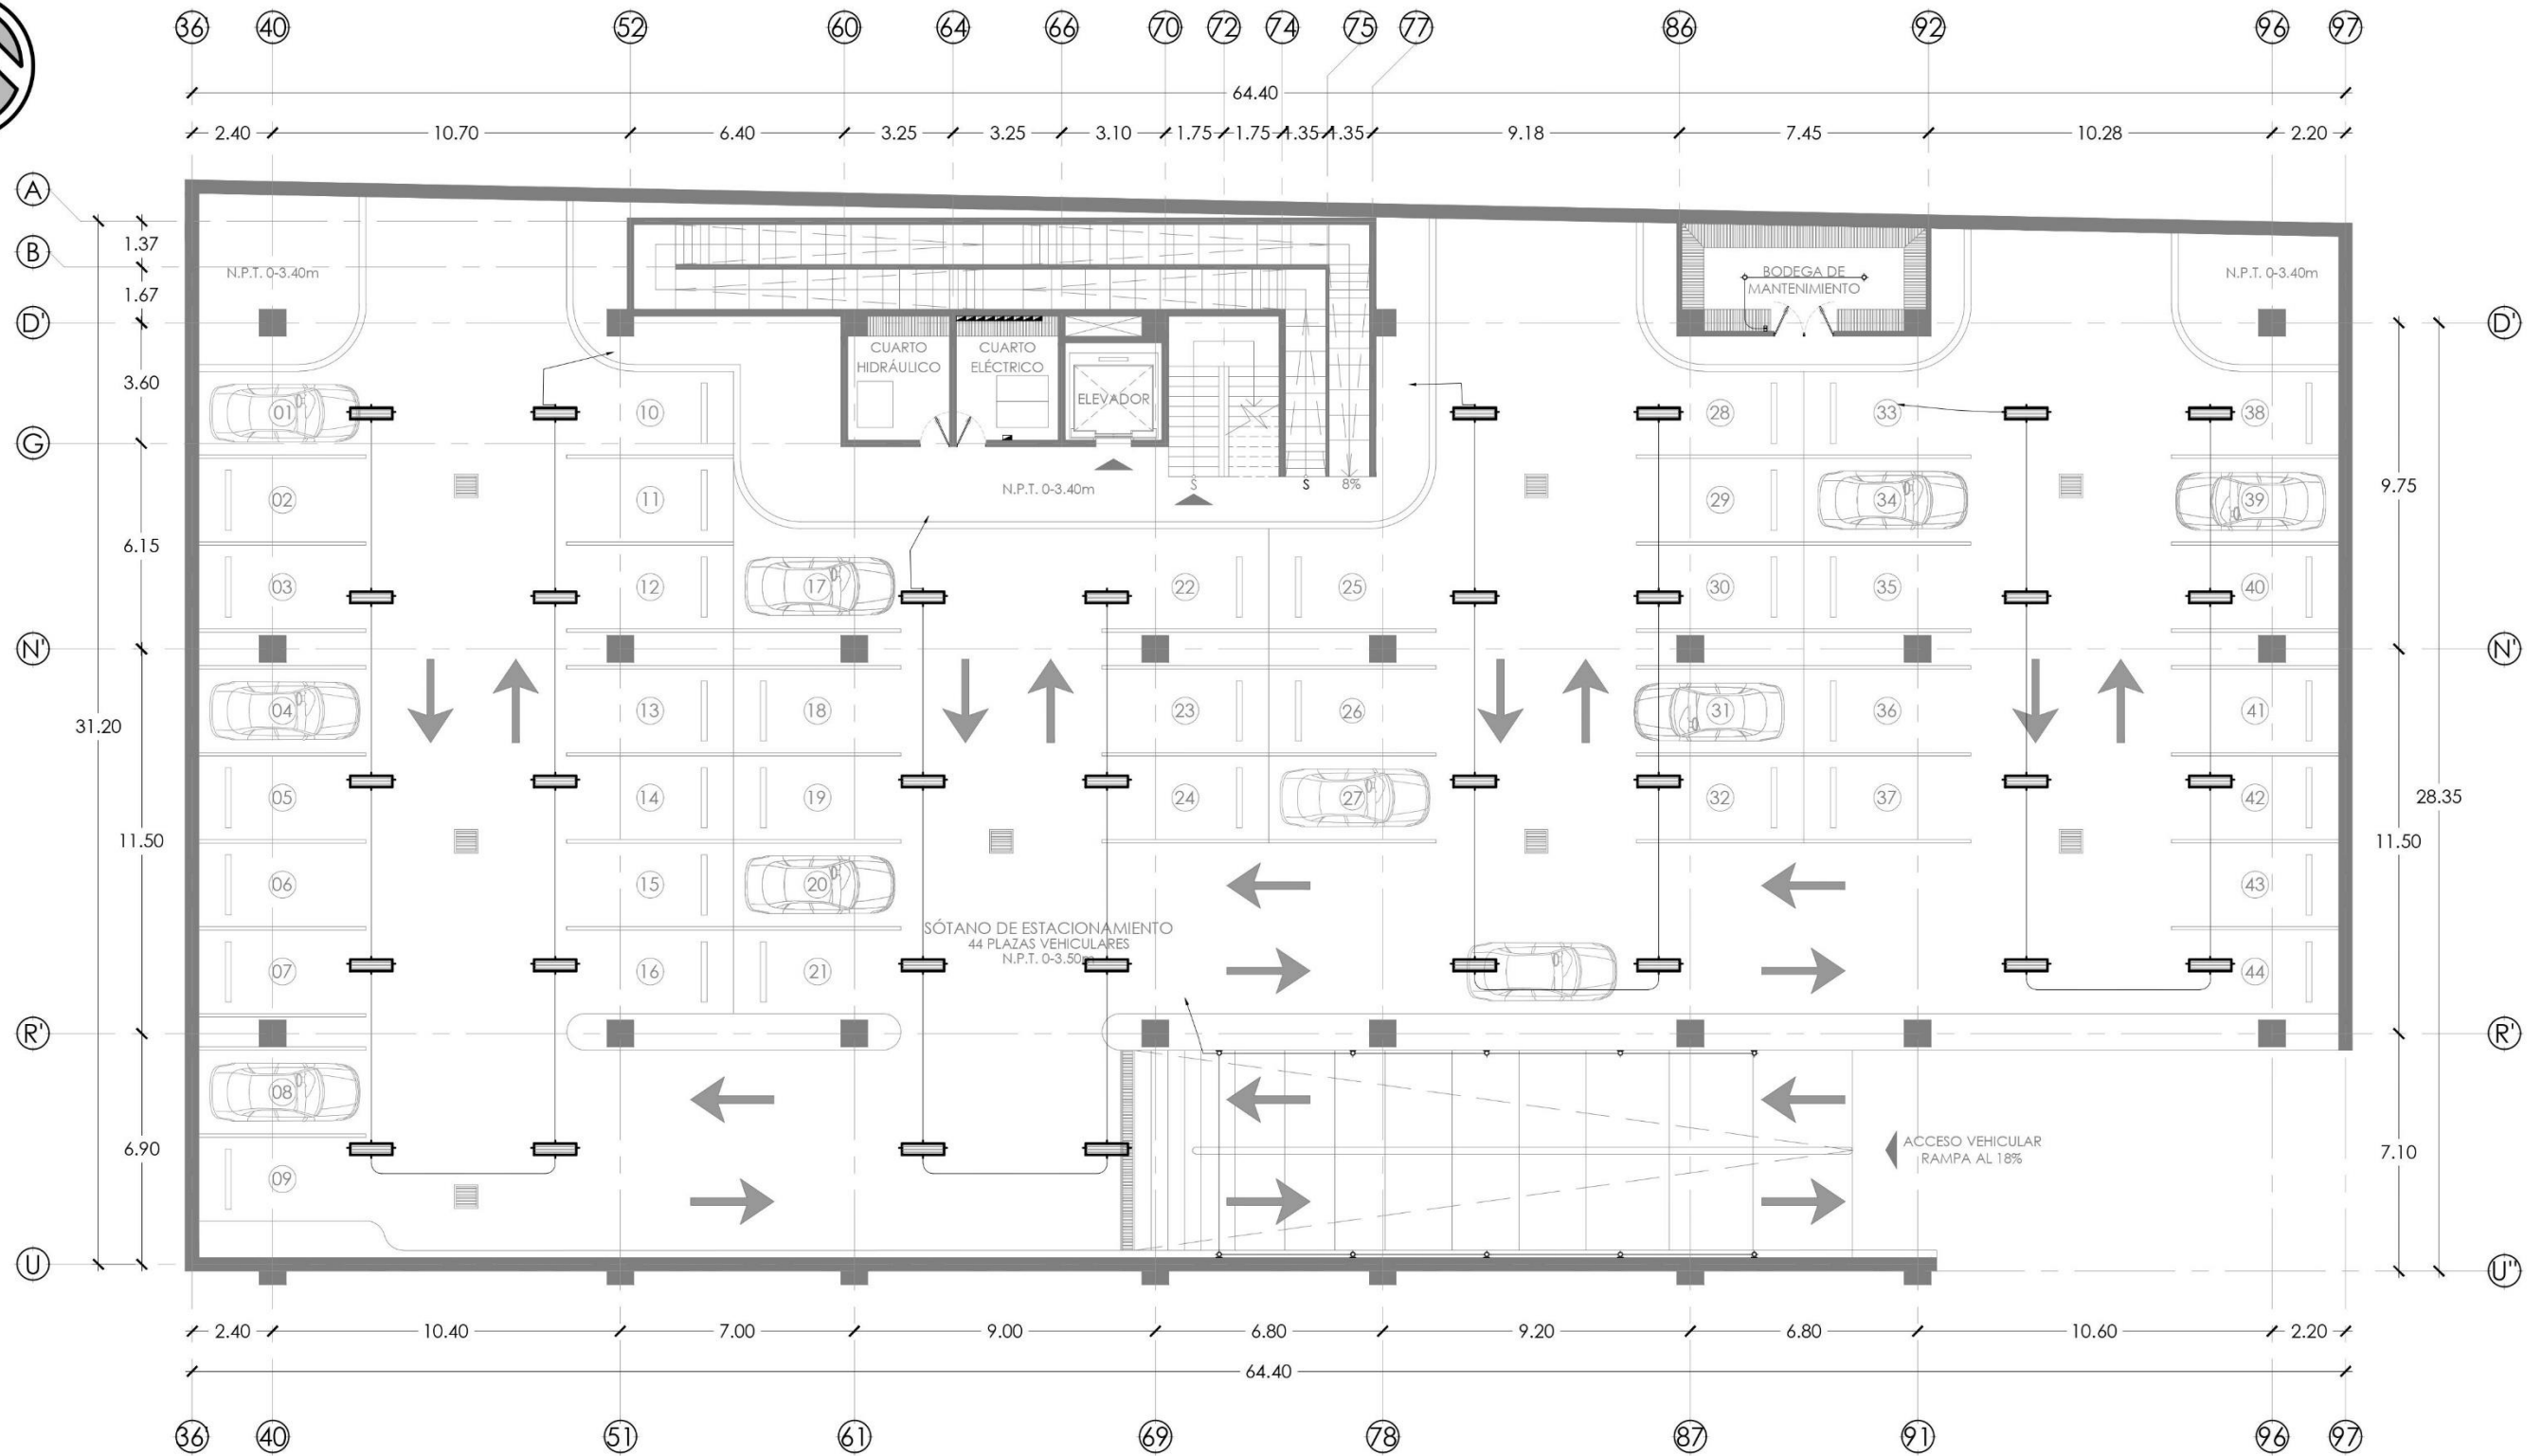 36 40 52 60 64 66 70 72 74 75 77 86 92 96 97
64.40
2.40 10.70 6.40 3.25 3.25 3.10 1.75 1.75 1.35 1.35 9.18 7.45 10.28 2.20
A
1.37
B
N.P.T. 0-3.40m
BODEGA DE
MANTENIMIENTO
N.P.T. 0-3.40m
1.67
D'
D'
CUARTO
HIDRÁULICO
CUARTO
ELÉCTRICO
3.60
ELEVADOR
01 10 28 33 38
G
N.P.T. 0-3.40m
S S 8%
9.75
02 11 29 34 39
6.15
03 12 17 22 25 30 35 40
N'
N'
04 13 18 23 26 31 36 41
31.20
05 14 19 24 27 32 37 42
28.35
11.50
11.50
06 15 20 43
SÓTANO DE ESTACIONAMIENTO
44 PLAZAS VEHICULARES
N.P.T. 0-3.50m
07 16 21 44
R'
R'
08
6.90
ACCESO VEHICULAR
RAMPA AL 18%
7.10
09
U
U"
2.40 10.40 7.00 9.00 6.80 9.20 6.80 10.60 2.20
64.40
36 40 51 61 69 78 87 91 96 97